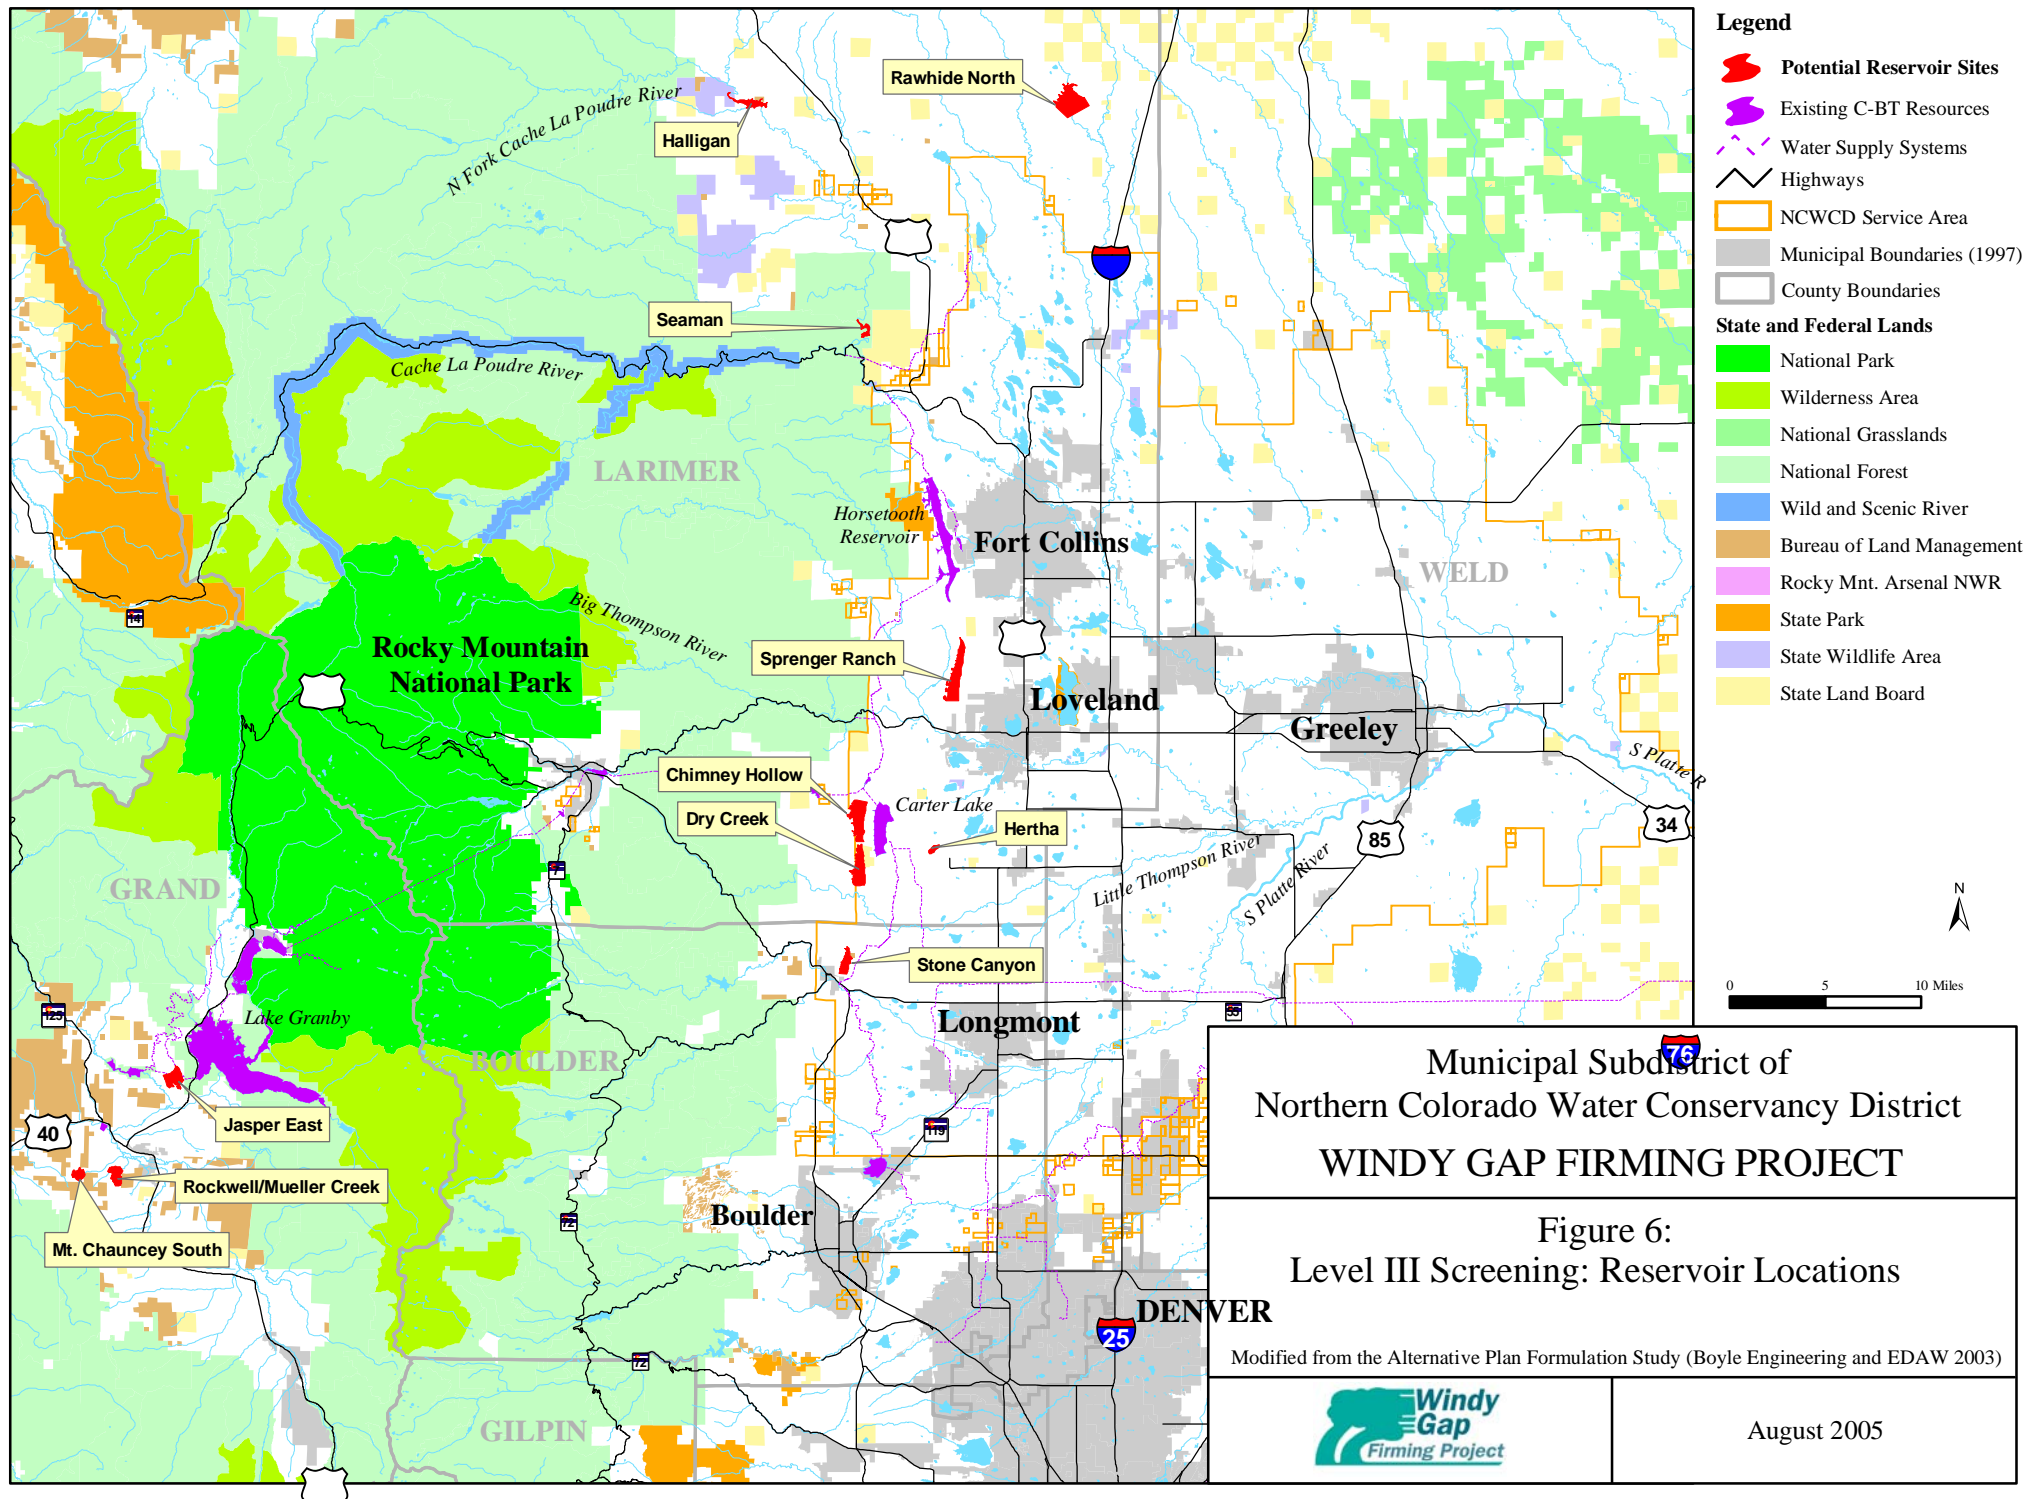 Rawhide North
N Fork Cache La Poudre River
Halligan
Seaman
Cache La Poudre River
LARIMER
Horsetooth
Reservoir
Fort Collins
WELD
14
Big Thompson River
Rocky Mountain
National Park
Sprenger Ranch
Loveland
Greeley
S Platte R
Chimney Hollow
Carter Lake
Dry Creek
Hertha
34
85
7
Little Thompson River
S Platte River
GRAND
Stone Canyon
125
Lake Granby
Longmont
BOULDER
Jasper East
40
119
Rockwell/Mueller Creek
Boulder
72
Mt. Chauncey South
DENVER
25
72
GILPIN
Legend
Potential Reservoir Sites
Existing C-BT Resources
Water Supply Systems
Highways
NCWCD Service Area
Municipal Boundaries (1997)
County Boundaries
State and Federal Lands
National Park
Wilderness Area
National Grasslands
National Forest
Wild and Scenic River
Bureau of Land Management
Rocky Mnt. Arsenal NWR
State Park
State Wildlife Area
State Land Board
N
0 5 10 Miles
76
Municipal Subdistrict of
Northern Colorado Water Conservancy District
WINDY GAP FIRMING PROJECT
Figure 6:
Level III Screening: Reservoir Locations
Modified from the Alternative Plan Formulation Study (Boyle Engineering and EDAW 2003)
Windy
Gap
Firming Project
August 2005